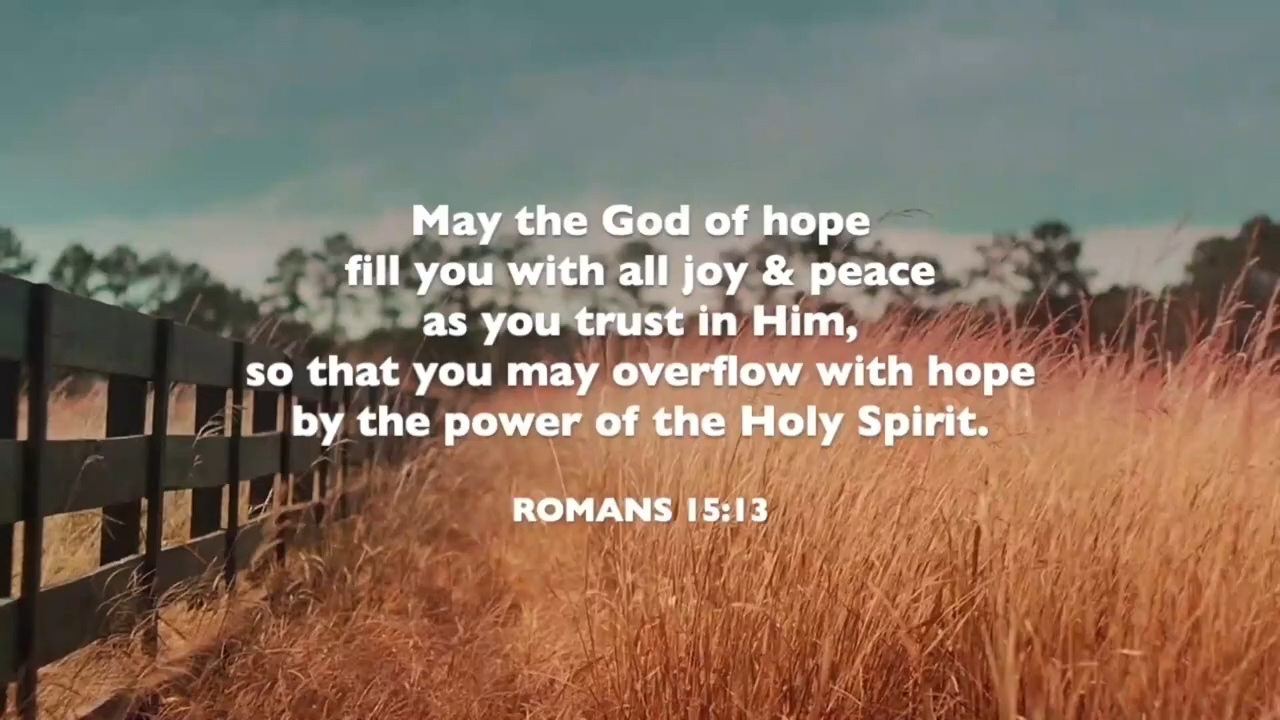 May the God of hope
fill you with all joy & peace
as you trust in Him,
so that you may overflow with hope
by the power of the Holy Spirit.
ROMANS 15:13